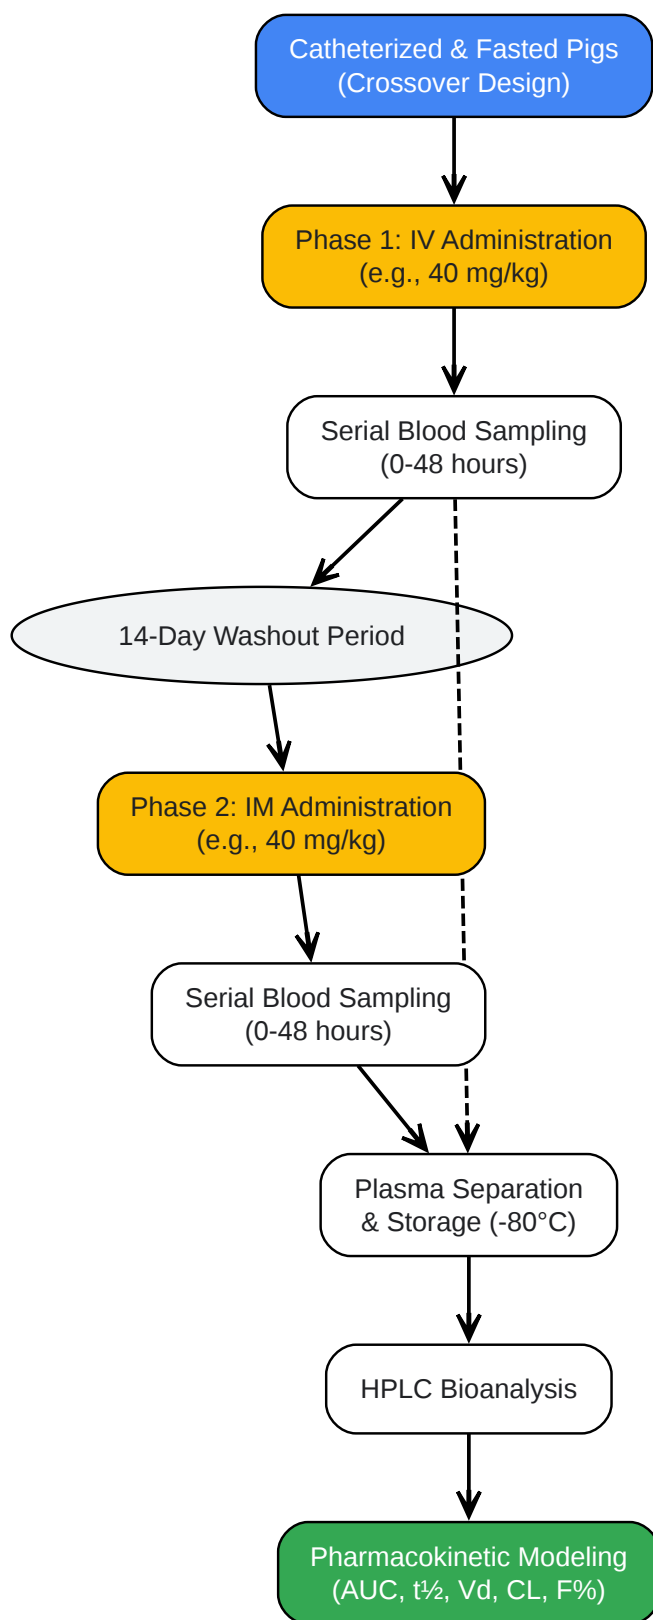 Catheterized & Fasted Pigs
(Crossover Design)
Phase 1: IV Administration
(e.g., 40 mg/kg)
Serial Blood Sampling
(0-48 hours)
14-Day Washout Period
Phase 2: IM Administration
(e.g., 40 mg/kg)
Serial Blood Sampling
(0-48 hours)
Plasma Separation
& Storage (-80°C)
HPLC Bioanalysis
Pharmacokinetic Modeling
(AUC, t½, Vd, CL, F%)